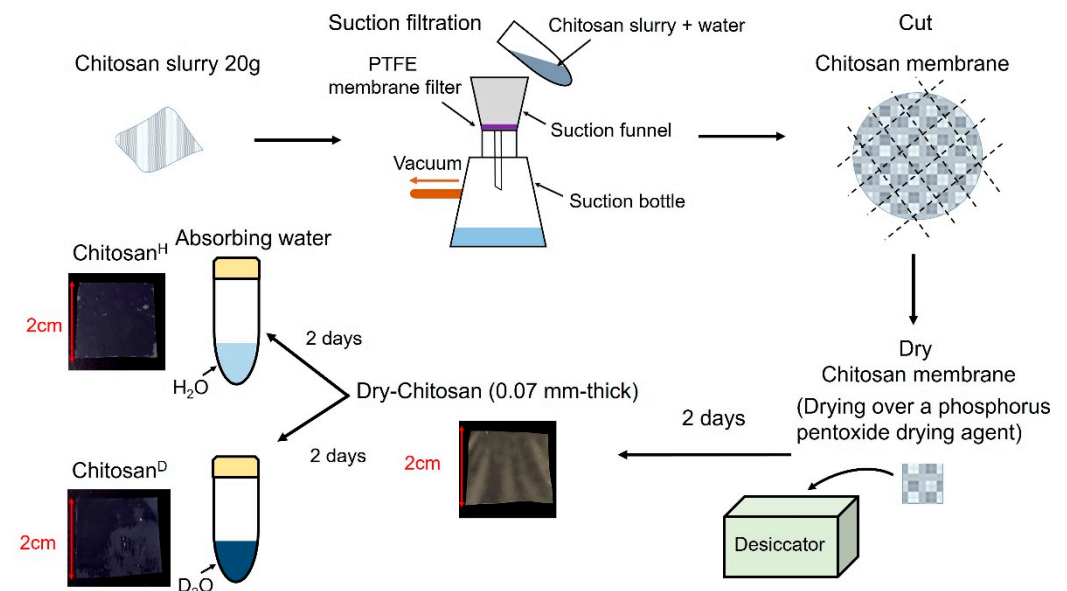 Suction filtration
Chitosan slurry + water
Cut
Chitosan slurry 20g
PTFE
membrane filter
Chitosan membrane
Suction funnel
Vacuum
Suction bottle
Absorbing water
Chitosanᴴ
2cm
H₂O
2 days
Dry
Chitosan membrane
(Drying over a phosphorus
pentoxide drying agent)
2 days
Dry-Chitosan (0.07 mm-thick)
2cm
Desiccator
2 days
Chitosanᴰ
2cm
D₂O